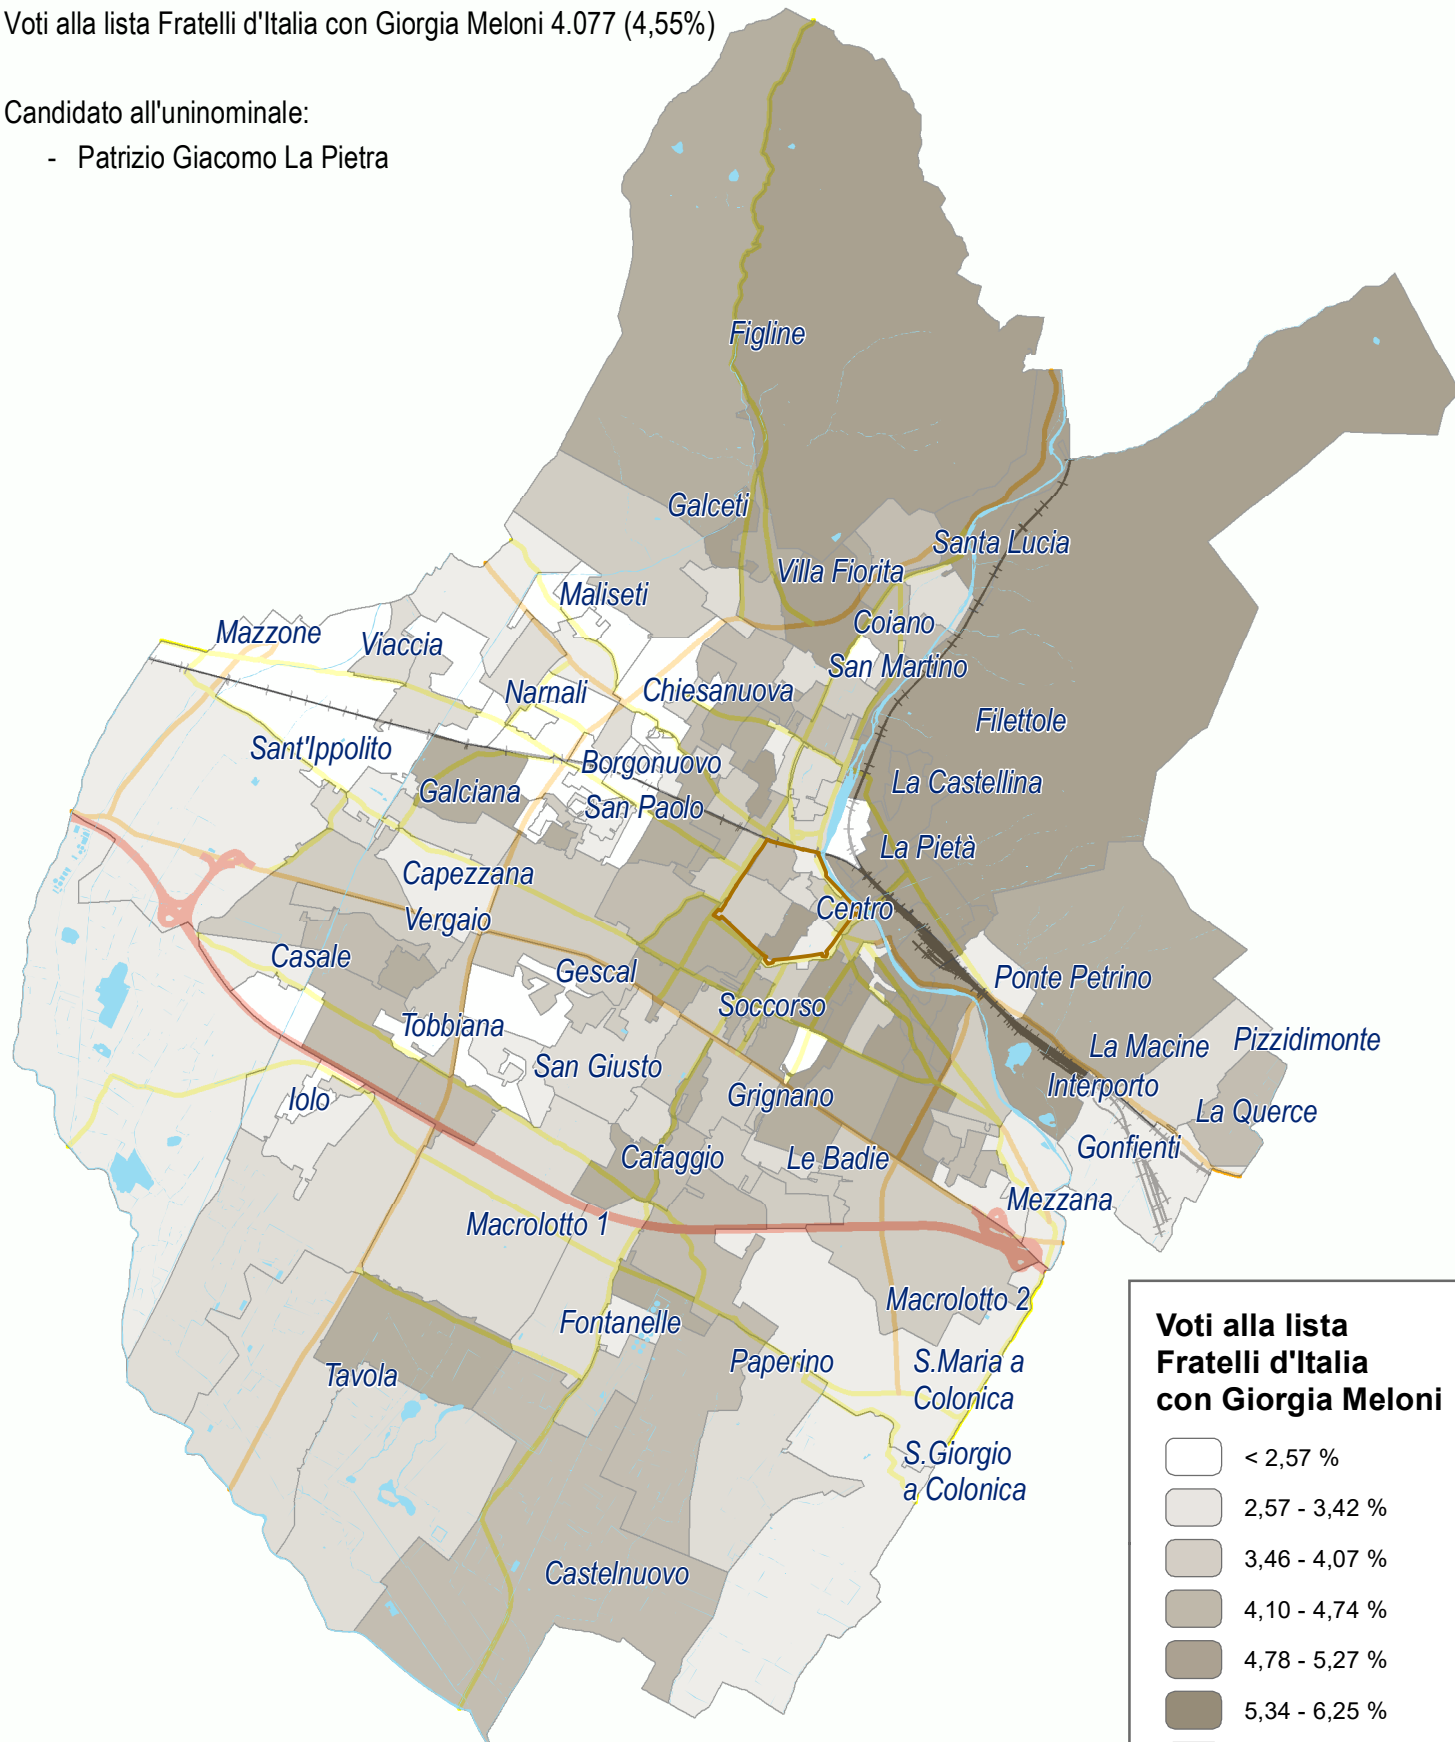 Voti alla lista Fratelli d'Italia con Giorgia Meloni 4.077 (4,55%)
Candidato all'uninominale:
- Patrizio Giacomo La Pietra
Figline
Galceti
Santa Lucia
Villa Fiorita
Maliseti
Coiano
Mazzone
Viaccia
San Martino
Narnali
Chiesanuova
Filettole
Sant'Ippolito
Borgonuovo
La Castellina
Galciana
San Paolo
La Pietà
Capezzana
Centro
Vergaio
Casale
Gescal
Ponte Petrino
Soccorso
Tobbiana
Pizzidimonte
La Macine
San Giusto
Interporto
Iolo
Grignano
La Querce
Gonfienti
Cafaggio
Le Badie
Mezzana
Macrolotto 1
Macrolotto 2
Fontanelle
Paperino
S.Maria a
Colonica
Tavola
S.Giorgio
a Colonica
Castelnuovo
Voti alla lista
Fratelli d'Italia
con Giorgia Meloni
< 2,57 %
2,57 - 3,42 %
3,46 - 4,07 %
4,10 - 4,74 %
4,78 - 5,27 %
5,34 - 6,25 %